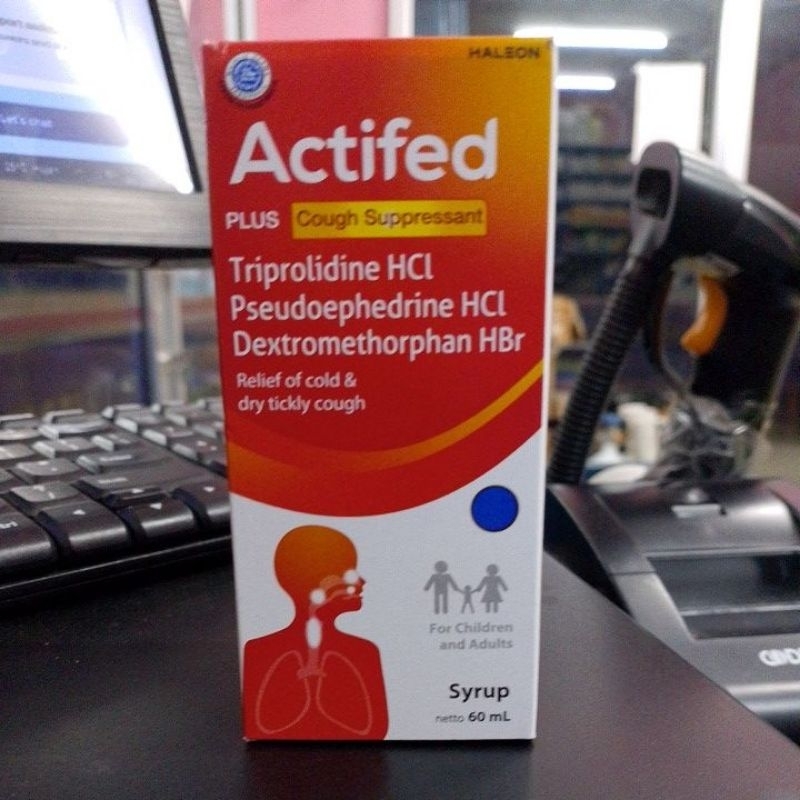 HALEON
Actifed
PLUS Cough Suppressant
Triprolidine HCl
Pseudoephedrine HCl
Dextromethorphan HBr
Relief of cold &
dry tickly cough
For Children
and Adults
Syrup
netto 60 mL